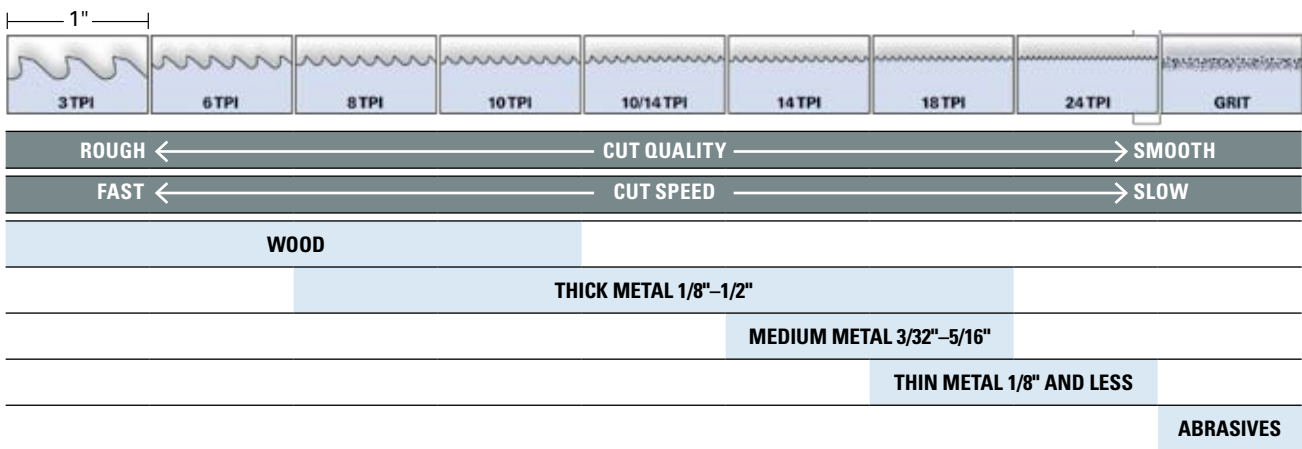 1"
3 TPI 6 TPI 8 TPI 10 TPI 10/14 TPI 14 TPI 18 TPI 24 TPI GRIT
ROUGH CUT QUALITY SMOOTH
FAST CUT SPEED SLOW
WOOD
THICK METAL 1/8"–1/2"
MEDIUM METAL 3/32"–5/16"
THIN METAL 1/8" AND LESS
ABRASIVES